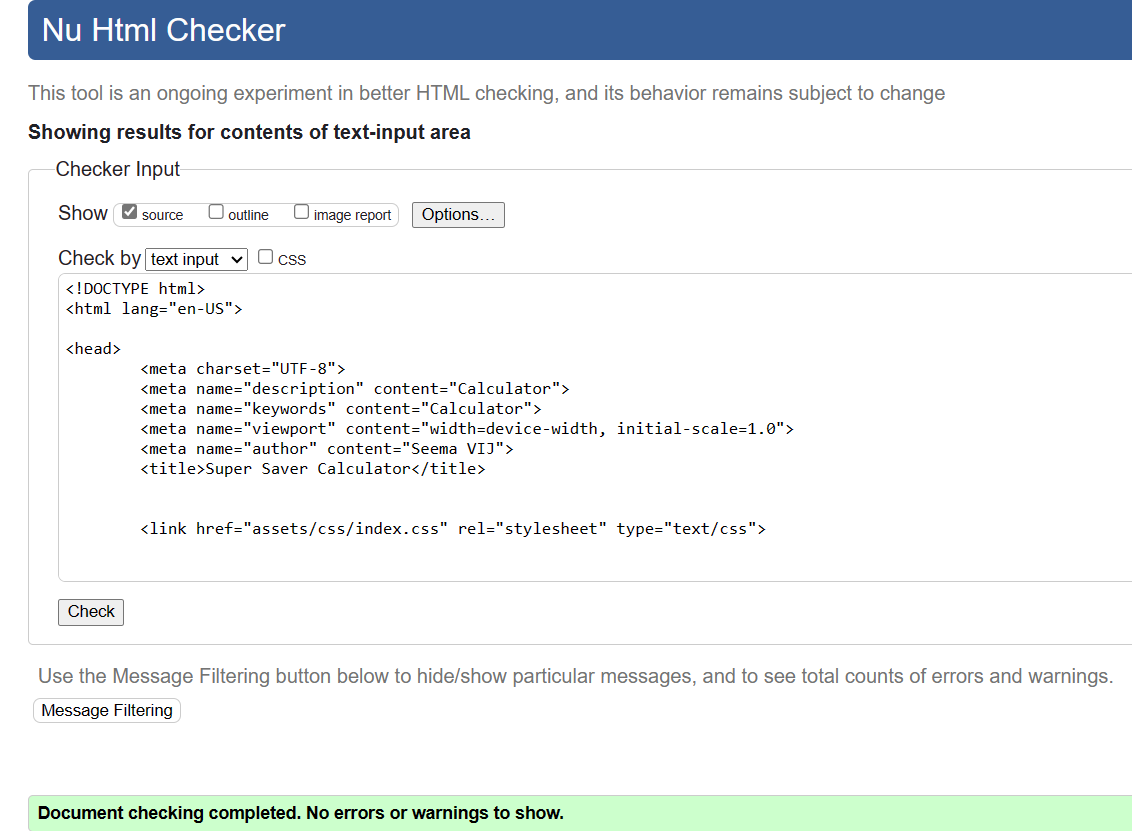 Nu Html Checker
This tool is an ongoing experiment in better HTML checking, and its behavior remains subject to change
Showing results for contents of text-input area
Checker Input
Show source outline image report Options...
Check by text input CSS
<!DOCTYPE html>
<html lang="en-US">
<head>
<meta charset="UTF-8">
<meta name="description" content="Calculator">
<meta name="keywords" content="Calculator">
<meta name="viewport" content="width=device-width, initial-scale=1.0">
<meta name="author" content="Seema VIJ">
<title>Super Saver Calculator</title>
<link href="assets/css/index.css" rel="stylesheet" type="text/css">
Check
Use the Message Filtering button below to hide/show particular messages, and to see total counts of errors and warnings.
Message Filtering
Document checking completed. No errors or warnings to show.